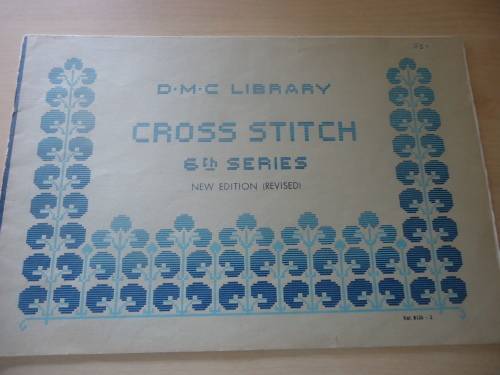 D·M·C LIBRARY
CROSS STITCH
6th SERIES
NEW EDITION (REVISED)